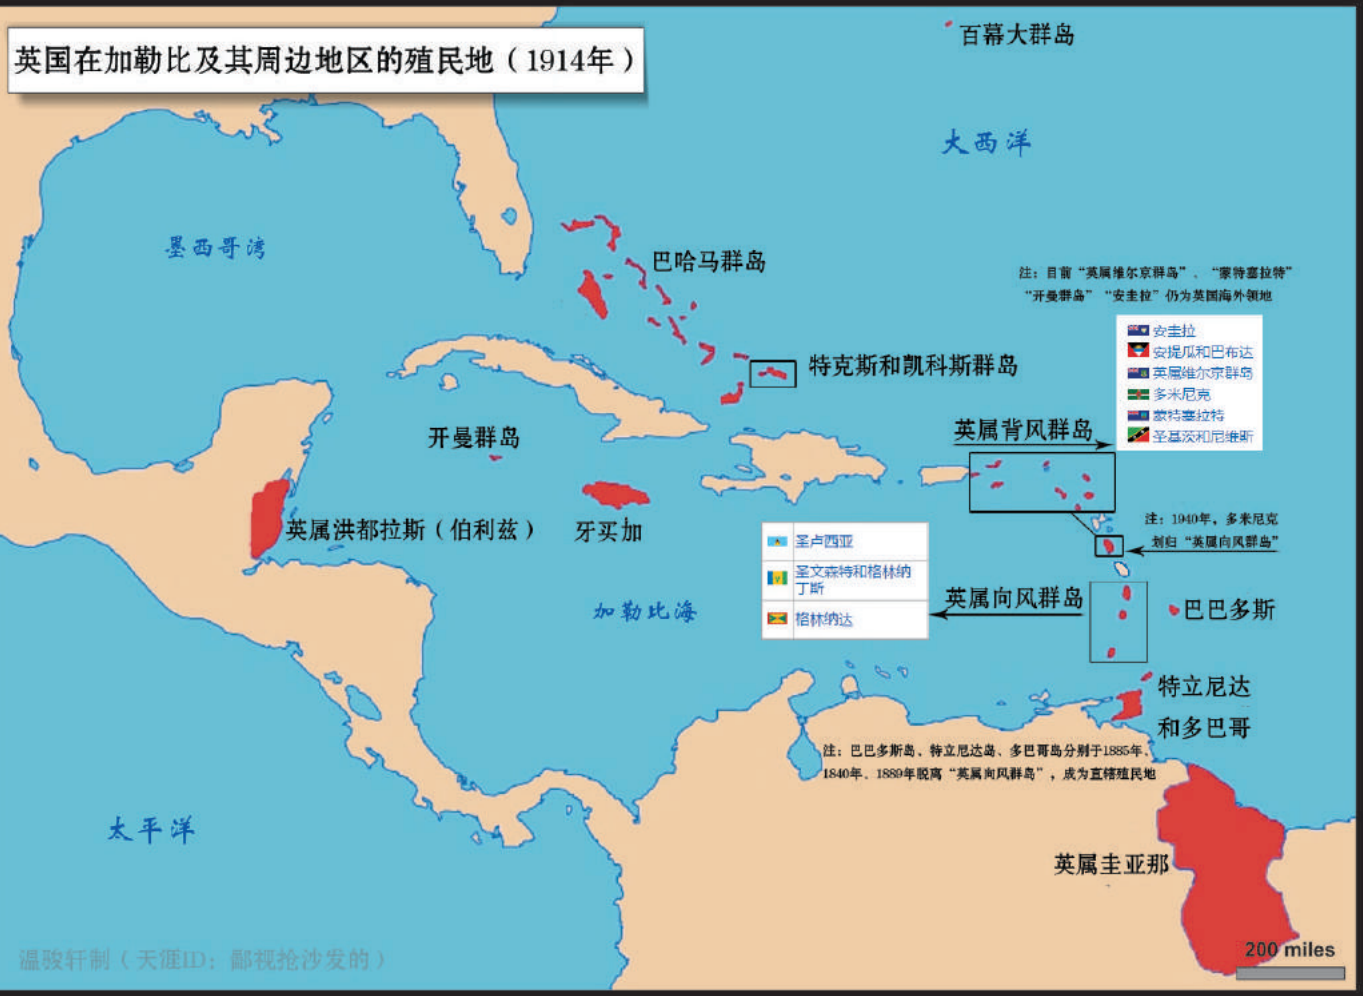 英国在加勒比及其周边地区的殖民地（1914年）
百幕大群岛
大西洋
墨西哥湾
巴哈马群岛
注：目前“英属维尔京群岛”、“蒙特塞拉特”
“开曼群岛”“安圭拉”仍为英国海外领地
安圭拉
安提瓜和巴布达
英属维尔京群岛
多米尼克
蒙特塞拉特
圣基茨和尼维斯
特克斯和凯科斯群岛
英属背风群岛
开曼群岛
英属洪都拉斯（伯利兹）
牙买加
注：1940年，多米尼克
划归“英属向风群岛”
圣卢西亚
圣文森特和格林纳
丁斯
格林纳达
英属向风群岛
加勒比海
巴巴多斯
特立尼达
和多巴哥
注：巴巴多斯岛、特立尼达岛、多巴哥岛分别于1885年、
1840年、1889年脱离“英属向风群岛”，成为直辖殖民地
太平洋
英属圭亚那
200 miles
温骏轩制（天涯ID：鄙视抢沙发的）